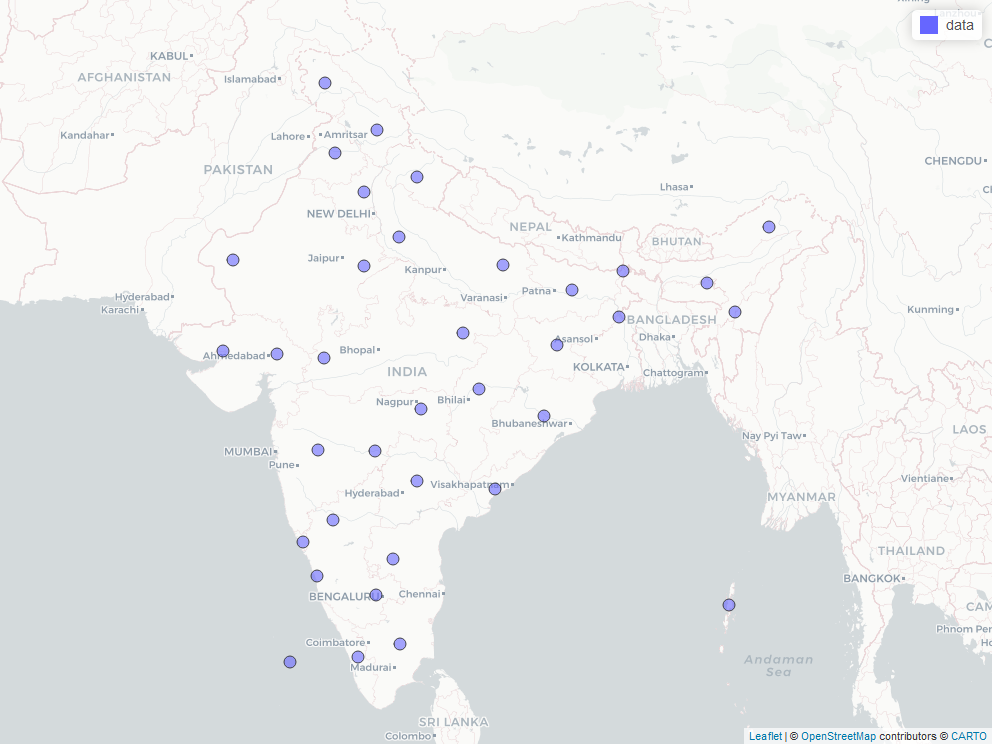 data
KABUL
Islamabad
AFGHANISTAN
CHENGDU
Kandahar
Lahore
Amritsar
PAKISTAN
Lhasa
NEW DELHI
NEPAL
Kathmandu
BHUTAN
Jaipur
Kanpur
Hyderabad
Karachi
Varanasi
Patna
Kunming
BANGLADESH
Dhaka
Asansol
Ahmedabad
Bhopal
INDIA
KOLKATA
Chattogram
Nagpur
Bhilai
Bhubaneshwar
Nay Pyi Taw
LAOS
MUMBAI
Pune
Hyderabad
Visakhapatnam
Vientiane
MYANMAR
THAILAND
BANGKOK
BENGALURU
Chennai
CAM
Phnom Pen
Coimbatore
Madurai
Andaman
Sea
SRI LANKA
Colombo
Leaflet | © OpenStreetMap contributors © CARTO